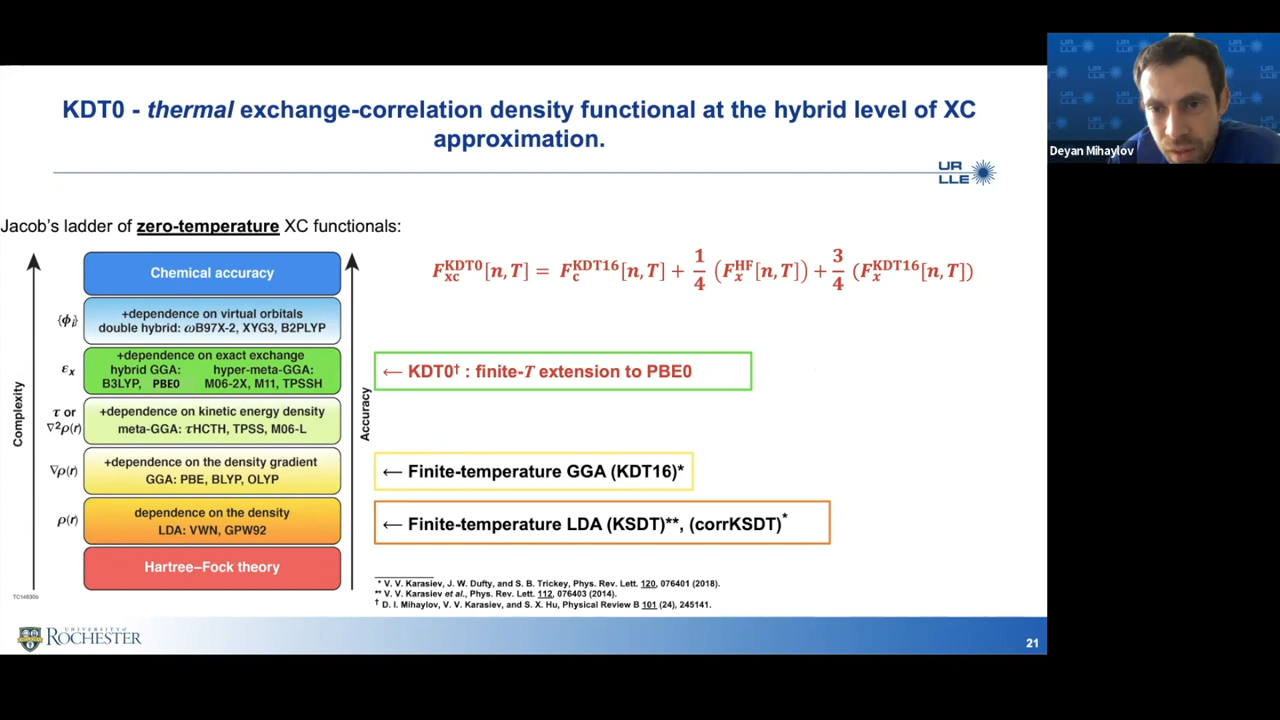 KDT0 - thermal exchange-correlation density functional at the hybrid level of XC
approximation.
UR
LLE
Deyan Mihaylov
Jacob's ladder of zero-temperature XC functionals:
F_xc^KDT0[n,T] = F_c^KDT16[n,T] + 1/4 (F_x^HF[n,T]) + 3/4 (F_x^KDT16[n,T])
Complexity
Accuracy
Chemical accuracy
{ϕ_i}
+dependence on virtual orbitals
double hybrid: ωB97X-2, XYG3, B2PLYP
ε_x
+dependence on exact exchange
hybrid GGA: hyper-meta-GGA:
B3LYP, PBE0 M06-2X, M11, TPSSH
← KDT0† : finite-T extension to PBE0
τ or
∇²ρ(r)
+dependence on kinetic energy density
meta-GGA: τHCTH, TPSS, M06-L
∇ρ(r)
+dependence on the density gradient
GGA: PBE, BLYP, OLYP
← Finite-temperature GGA (KDT16)*
ρ(r)
dependence on the density
LDA: VWN, GPW92
← Finite-temperature LDA (KSDT)**, (corrKSDT)*
Hartree–Fock theory
TC14630b
* V. V. Karasiev, J. W. Dufty, and S. B. Trickey, Phys. Rev. Lett. 120, 076401 (2018).
** V. V. Karasiev et al., Phys. Rev. Lett. 112, 076403 (2014).
† D. I. Mihaylov, V. V. Karasiev, and S. X. Hu, Physical Review B 101 (24), 245141.
UNIVERSITY of
ROCHESTER
21